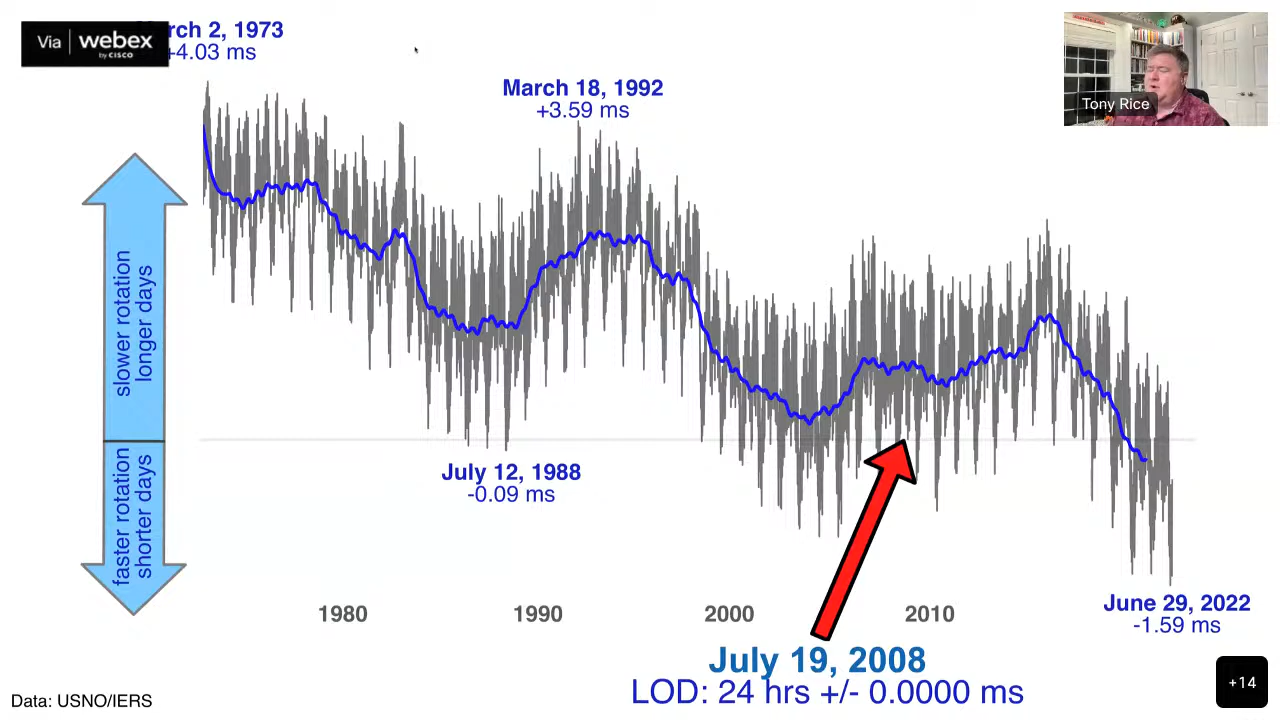 Via webex
by CISCO
rch 2, 1973
+4.03 ms
March 18, 1992
+3.59 ms
Tony Rice
slower rotation
longer days
faster rotation
shorter days
July 12, 1988
-0.09 ms
1980
1990
2000
2010
June 29, 2022
-1.59 ms
July 19, 2008
LOD: 24 hrs +/- 0.0000 ms
Data: USNO/IERS
+14